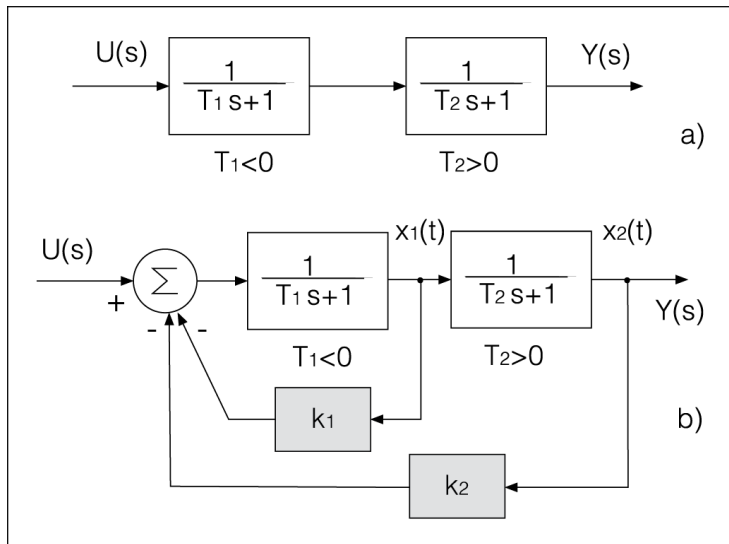 U(s)
1
T1 s+1
1
T2 s+1
Y(s)
T1<0
T2>0
a)
U(s)
+
Σ
-
-
1
T1 s+1
x1(t)
1
T2 s+1
x2(t)
Y(s)
T1<0
T2>0
k1
b)
k2